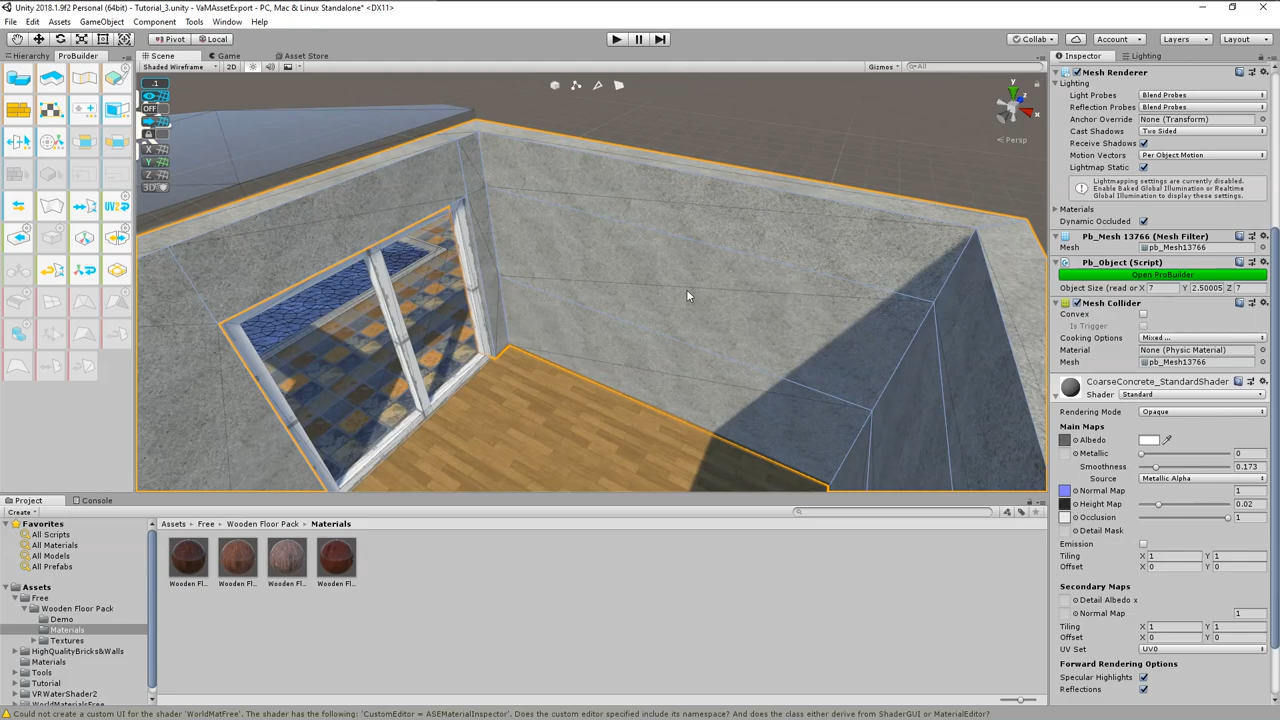 Unity 2018.1.9f2 Personal (64bit) - Tutorial_3.unity - VaMAssetExport - PC, Mac & Linux Standalone* <DX11>
File Edit Assets GameObject Component Tools Window Help
Pivot Local Collab Account Layers Layout
Hierarchy ProBuilder Scene Game Asset Store Inspector Lighting
Shaded Wireframe 2D Gizmos All
.1
OFF
X
Y
Z
3D
y
z
x
Persp
UV2
Mesh Renderer
Lighting
Light Probes Blend Probes
Reflection Probes Blend Probes
Anchor Override None (Transform)
Cast Shadows Two Sided
Receive Shadows
Motion Vectors Per Object Motion
Lightmap Static
Lightmapping settings are currently disabled.
Enable Baked Global Illumination or Realtime
Global Illumination to display these settings.
Materials
Dynamic Occluded
Pb_Mesh 13766 (Mesh Filter)
Mesh pb_Mesh13766
Pb_Object (Script)
Open ProBuilder
Object Size (read or X 7 Y 2.50005 Z 7
Mesh Collider
Convex
Is Trigger
Cooking Options Mixed ...
Material None (Physic Material)
Mesh pb_Mesh13766
CoarseConcrete_StandardShader
Shader Standard
Rendering Mode Opaque
Main Maps
Albedo
Metallic 0
Smoothness 0.173
Source Metallic Alpha
Normal Map 1
Height Map 0.02
Occlusion 1
Detail Mask
Emission
Tiling X 1 Y 1
Offset X 0 Y 0
Secondary Maps
Detail Albedo x
Normal Map 1
Tiling X 1 Y 1
Offset X 0 Y 0
UV Set UV0
Forward Rendering Options
Specular Highlights
Reflections
Project Console
Create
Favorites
All Scripts
All Materials
All Models
All Prefabs
Assets
Free
Wooden Floor Pack
Demo
Materials
Textures
HighQualityBricks&Walls
Materials
Tools
Tutorial
VRWaterShader2
WorldMaterialsFree
Assets Free Wooden Floor Pack Materials
Wooden Fl... Wooden Fl... Wooden Fl... Wooden Fl...
Could not create a custom UI for the shader 'WorldMatFree'. The shader has the following: 'CustomEditor = ASEMaterialInspector'. Does the custom editor specified include its namespace? And does the class either derive from ShaderGUI or MaterialEditor?